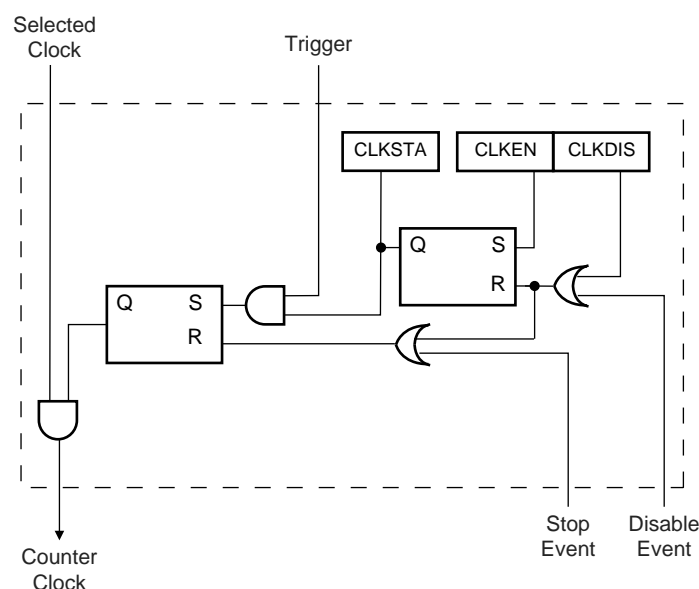 Selected
Clock
Trigger
CLKSTA
CLKEN
CLKDIS
Q
S
R
Q
S
R
Stop
Event
Disable
Event
Counter
Clock